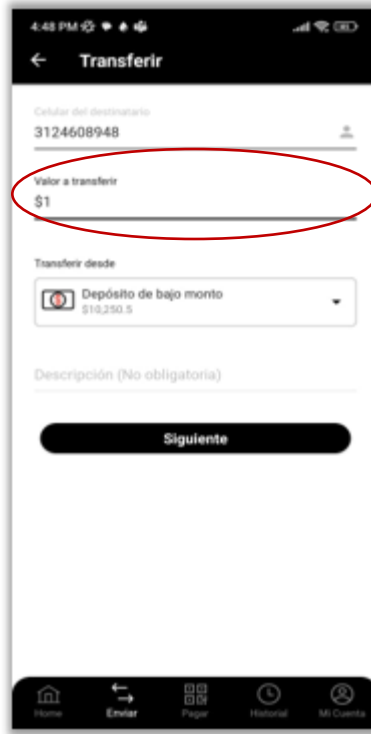 4:48 PM
Transferir
Celular del destinatario
3124608948
Valor a transferir
$1
Transferir desde
Depósito de bajo monto
$10,250.5
Descripción (No obligatoria)
Siguiente
Home Enviar Pagar Historial Mi Cuenta